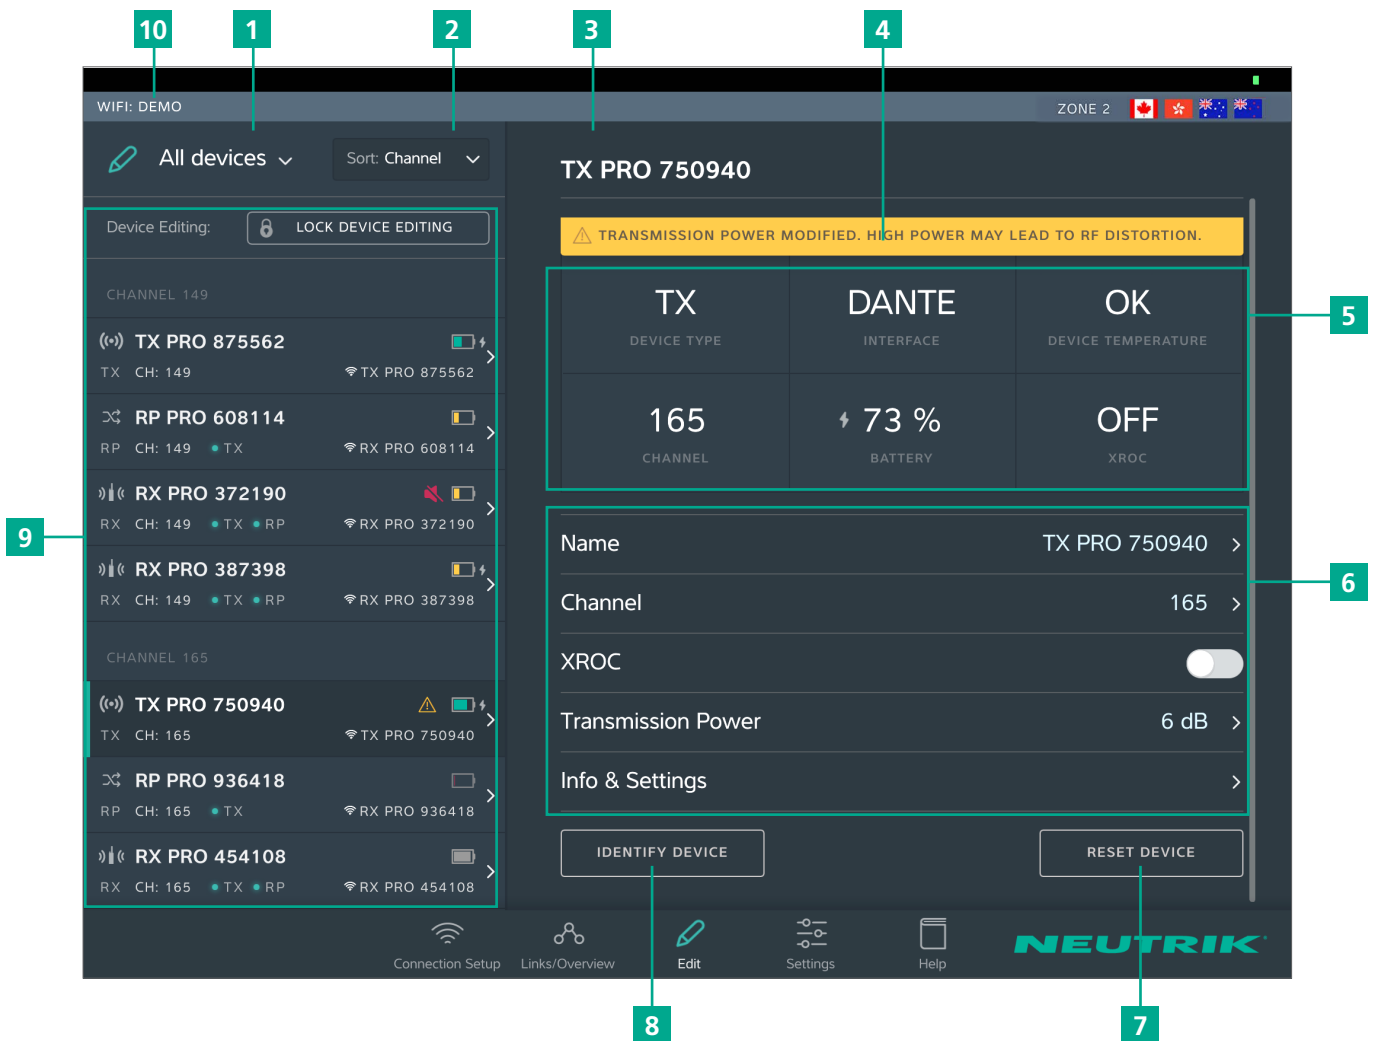 10 1 2 3 4
WIFI: DEMO
ZONE 2
All devices
Sort: Channel
Device Editing:
LOCK DEVICE EDITING
CHANNEL 149
TX PRO 875562
TX CH: 149 TX PRO 875562
RP PRO 608114
RP CH: 149 TX RX PRO 608114
RX PRO 372190
RX CH: 149 TX RP RX PRO 372190
RX PRO 387398
RX CH: 149 TX RP RX PRO 387398
CHANNEL 165
TX PRO 750940
TX CH: 165 TX PRO 750940
RP PRO 936418
RP CH: 165 TX RX PRO 936418
RX PRO 454108
RX CH: 165 TX RP RX PRO 454108
9
TX PRO 750940
TRANSMISSION POWER MODIFIED. HIGH POWER MAY LEAD TO RF DISTORTION.
TX DANTE OK
DEVICE TYPE INTERFACE DEVICE TEMPERATURE
165 73 % OFF
CHANNEL BATTERY XROC
5
Name TX PRO 750940
Channel 165
XROC
Transmission Power 6 dB
Info & Settings
6
IDENTIFY DEVICE RESET DEVICE
Connection Setup Links/Overview Edit Settings Help
NEUTRIK
8 7